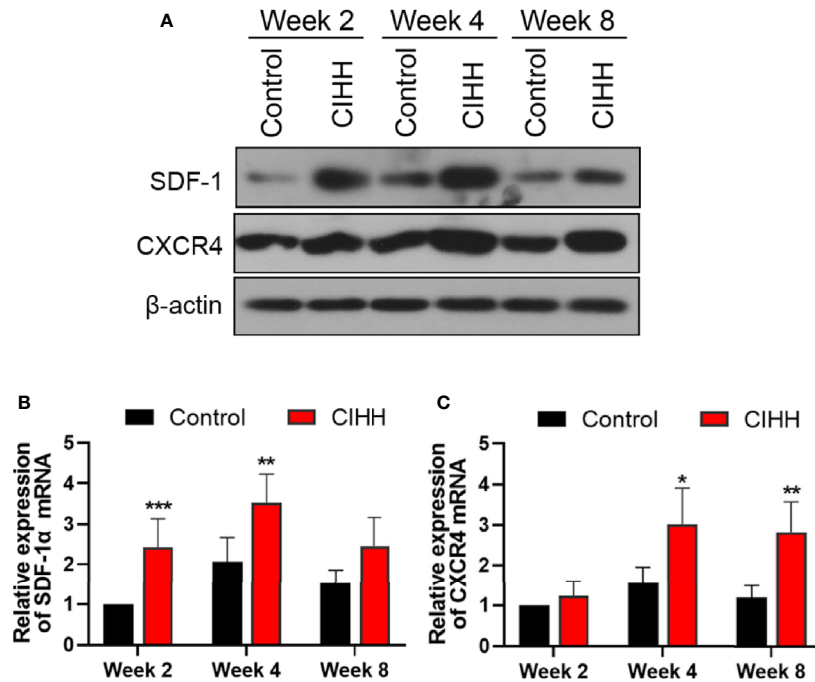 A
Week 2 Week 4 Week 8
Control CIHH Control CIHH Control CIHH
SDF-1
CXCR4
β-actin
B
Control CIHH
Relative expression
of SDF-1α mRNA
5
4
3
2
1
0
***
**
Week 2 Week 4 Week 8
C
Control CIHH
Relative expression
of CXCR4 mRNA
5
4
3
2
1
0
*
**
Week 2 Week 4 Week 8